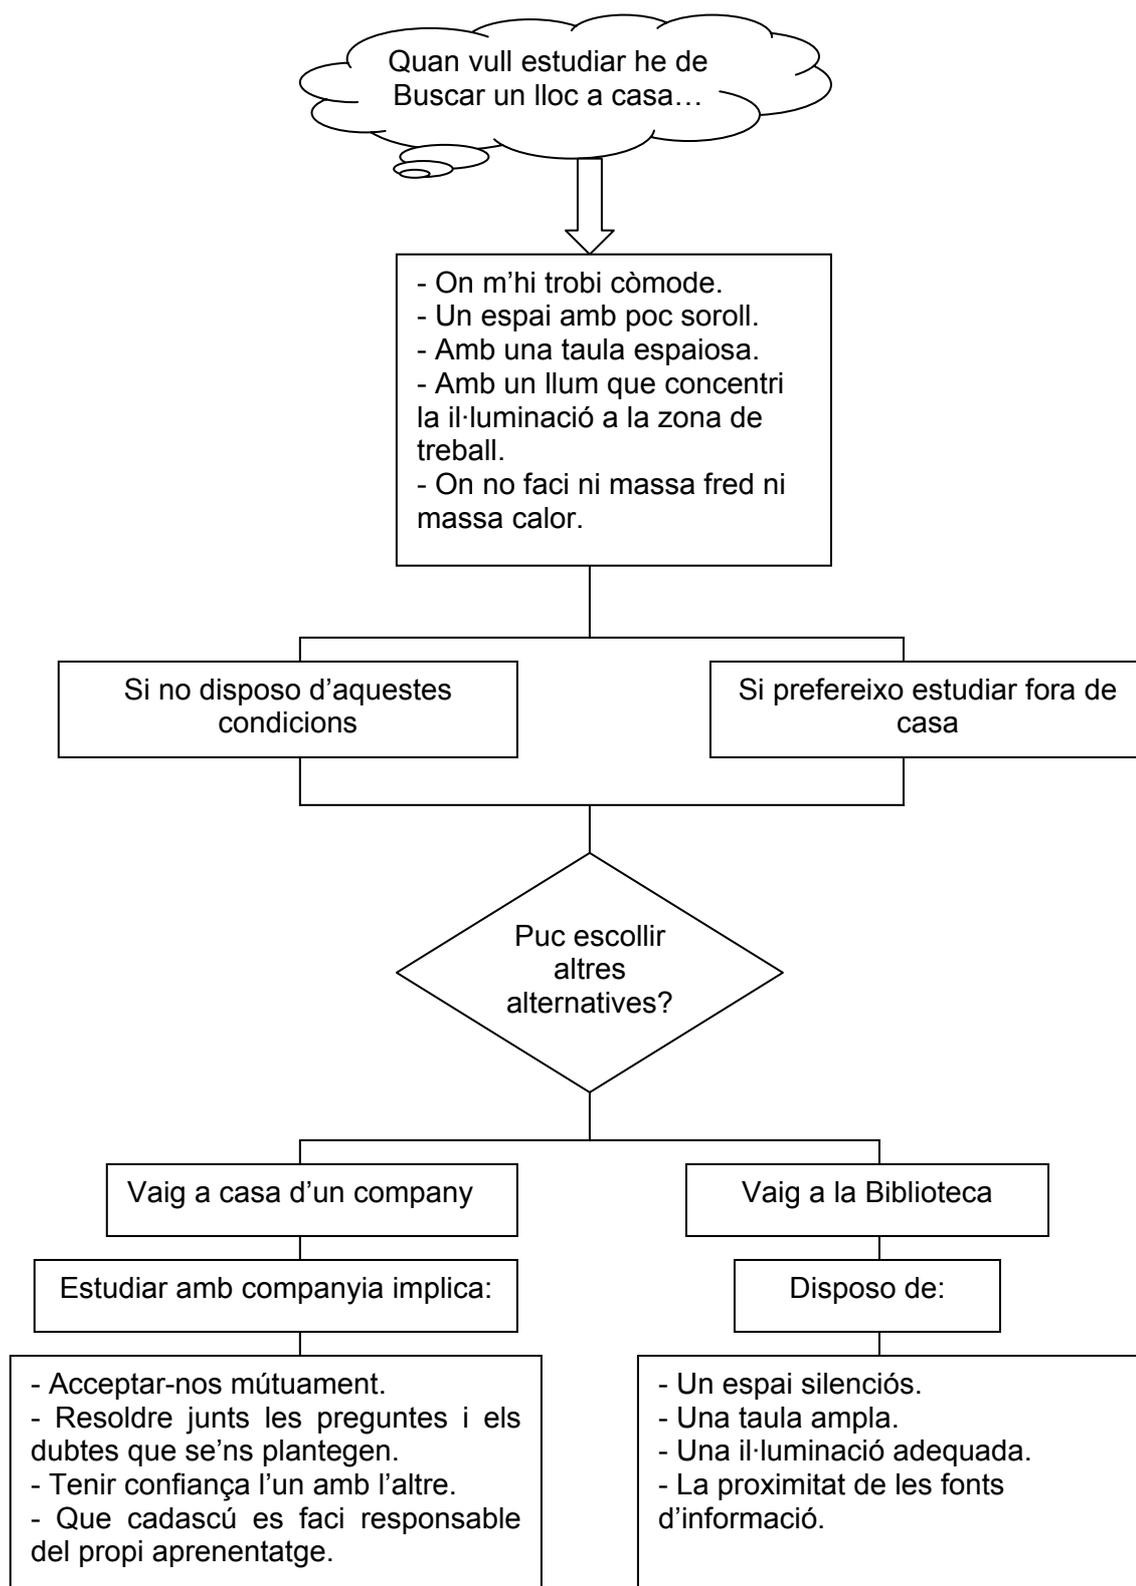 Quan vull estudiar he de
Buscar un lloc a casa…
- On m'hi trobi còmode.
- Un espai amb poc soroll.
- Amb una taula espaiosa.
- Amb un llum que concentri
la il·luminació a la zona de
treball.
- On no faci ni massa fred ni
massa calor.
Si no disposo d'aquestes
condicions
Si prefereixo estudiar fora de
casa
Puc escollir
altres
alternatives?
Vaig a casa d'un company
Vaig a la Biblioteca
Estudiar amb companyia implica:
Disposo de:
- Acceptar-nos mútuament.
- Resoldre junts les preguntes i els
dubtes que se'ns plantegen.
- Tenir confiança l'un amb l'altre.
- Que cadascú es faci responsable
del propi aprenentatge.
- Un espai silenciós.
- Una taula ampla.
- Una il·luminació adequada.
- La proximitat de les fonts
d'informació.